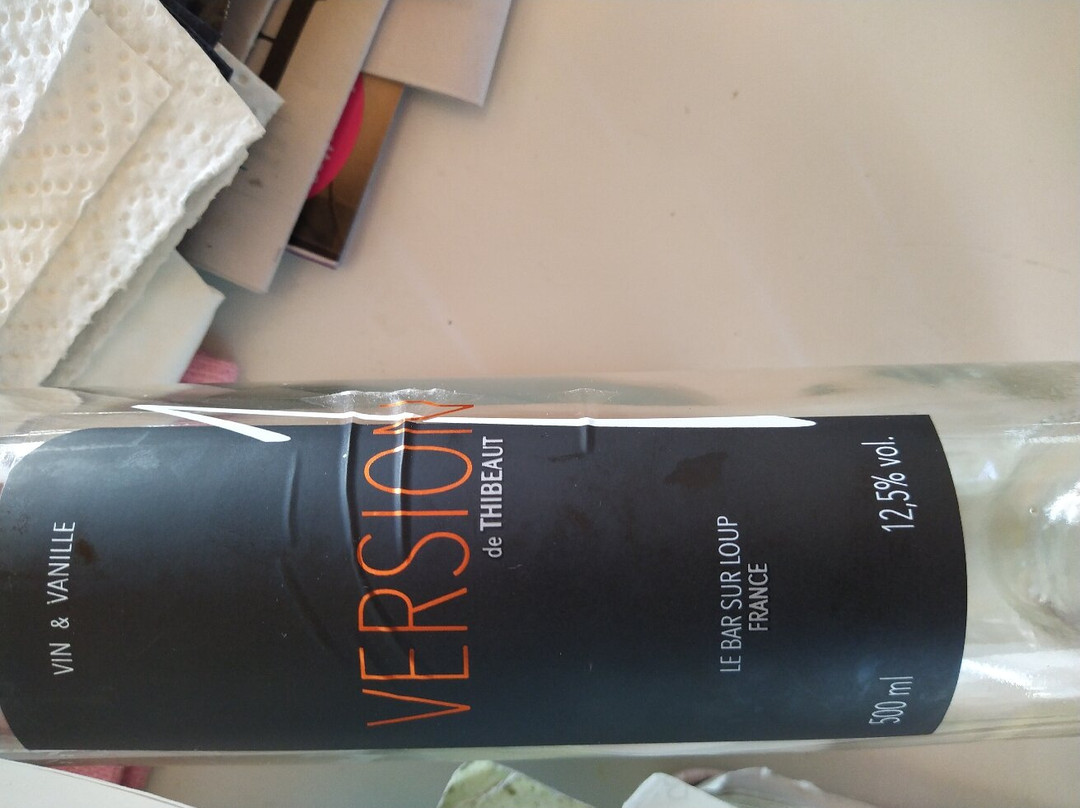 VIN & VANILLE
VERSION
de THIBEAUT
LE BAR SUR LOUP
FRANCE
500 ml 12,5% vol.